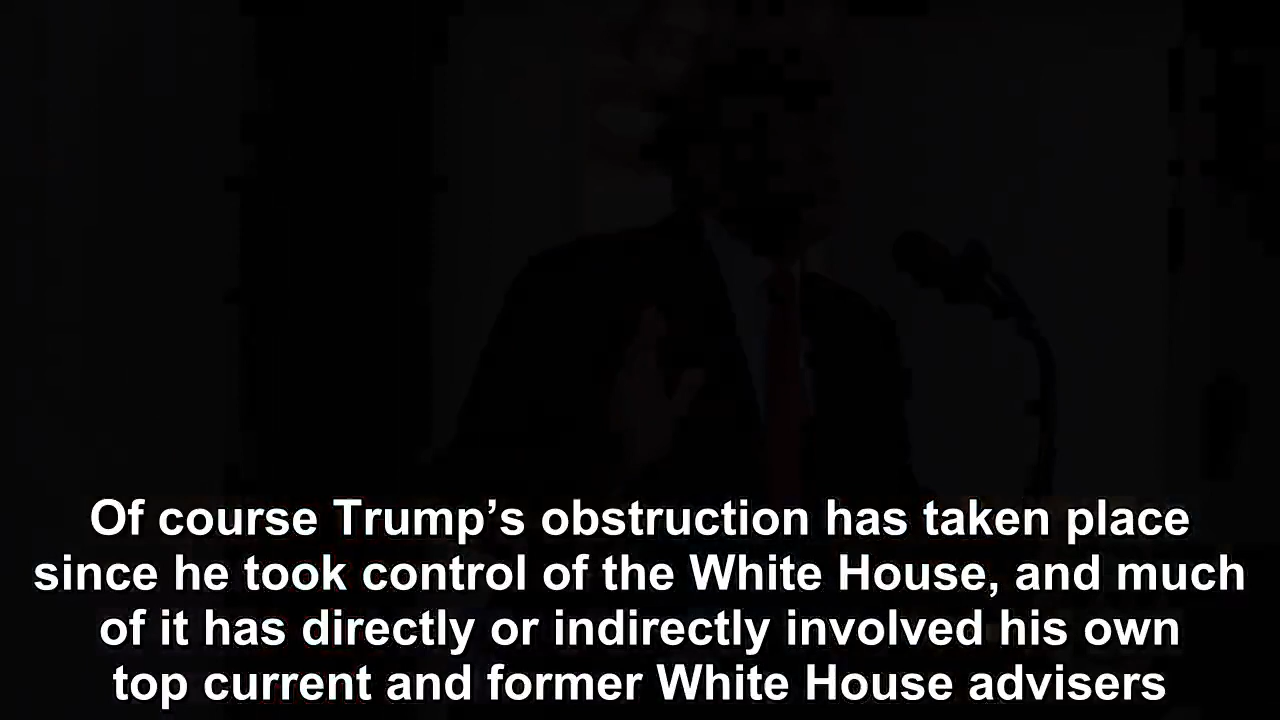 Of course Trump’s obstruction has taken place
since he took control of the White House, and much
of it has directly or indirectly involved his own
top current and former White House advisers